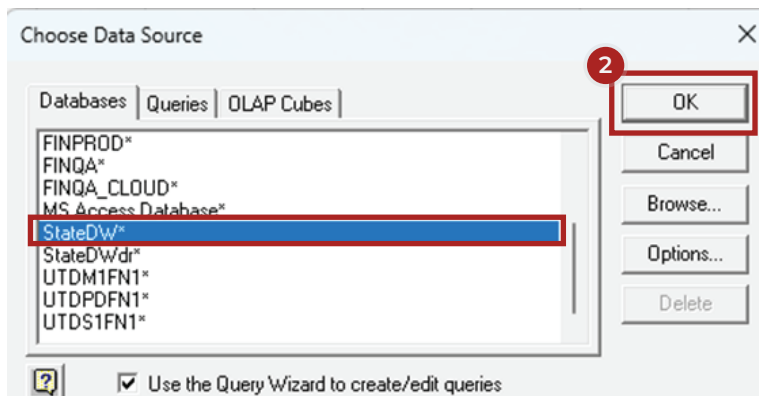 Choose Data Source
2
Databases Queries OLAP Cubes
OK
FINPROD*
FINQA*
Cancel
FINQA_CLOUD*
MS Access Database*
Browse...
StateDW*
StateDWdr*
Options...
UTDM1FN1*
UTDPDFN1*
Delete
UTDS1FN1*
Use the Query Wizard to create/edit queries